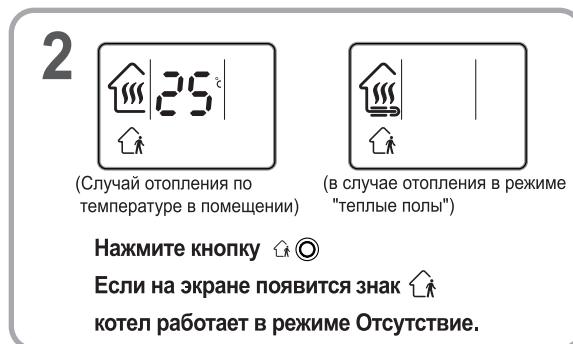 2
25°c
(Случай отопления по
температуре в помещении)
(в случае отопления в режиме
"теплые полы")
Нажмите кнопку
Если на экране появится знак
котел работает в режиме Отсутствие.